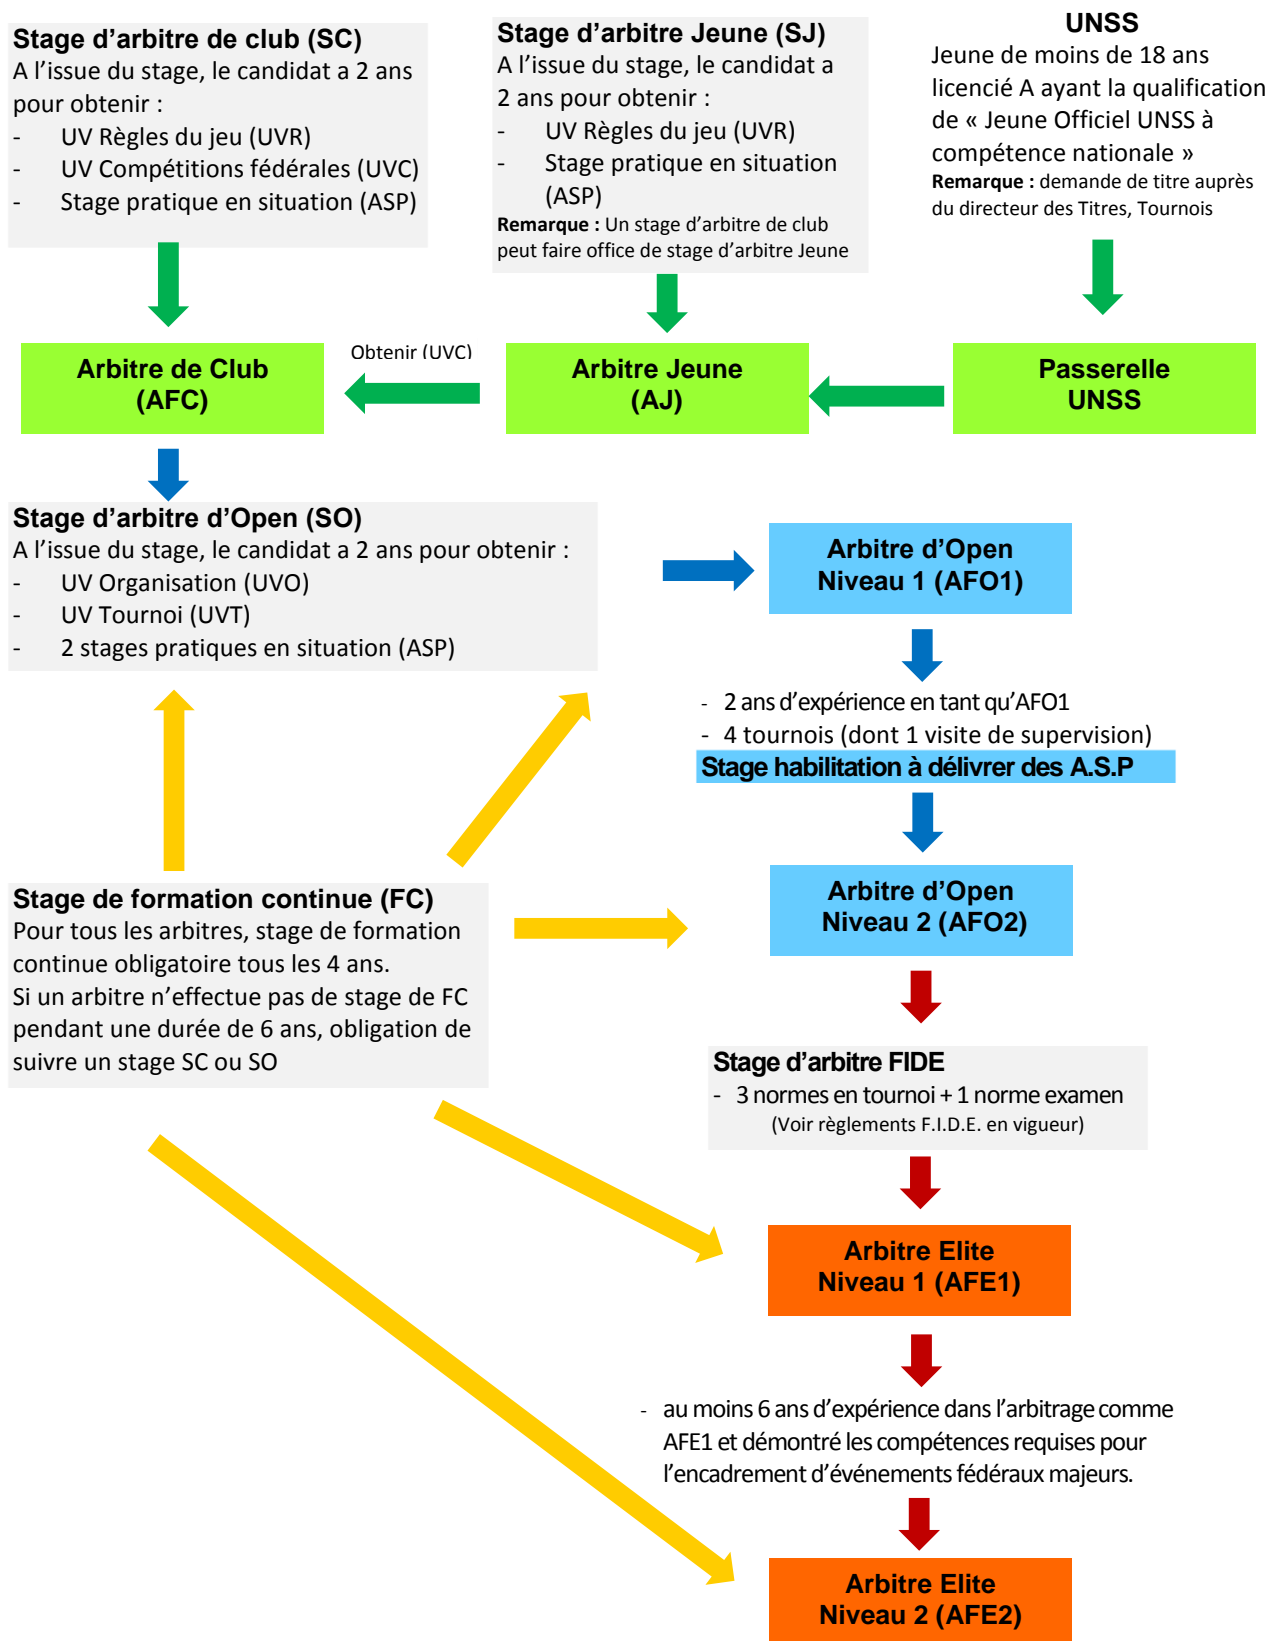 Stage d’arbitre de club (SC)
A l’issue du stage, le candidat a 2 ans
pour obtenir :
- UV Règles du jeu (UVR)
- UV Compétitions fédérales (UVC)
- Stage pratique en situation (ASP)
Stage d’arbitre Jeune (SJ)
A l’issue du stage, le candidat a
2 ans pour obtenir :
- UV Règles du jeu (UVR)
- Stage pratique en situation
(ASP)
Remarque : Un stage d’arbitre de club
peut faire office de stage d’arbitre Jeune
UNSS
Jeune de moins de 18 ans
licencié A ayant la qualification
de « Jeune Officiel UNSS à
compétence nationale »
Remarque : demande de titre auprès
du directeur des Titres, Tournois
Arbitre de Club
(AFC)
Obtenir (UVC)
Arbitre Jeune
(AJ)
Passerelle
UNSS
Stage d’arbitre d’Open (SO)
A l’issue du stage, le candidat a 2 ans pour obtenir :
- UV Organisation (UVO)
- UV Tournoi (UVT)
- 2 stages pratiques en situation (ASP)
Arbitre d’Open
Niveau 1 (AFO1)
- 2 ans d’expérience en tant qu’AFO1
- 4 tournois (dont 1 visite de supervision)
Stage habilitation à délivrer des A.S.P
Arbitre d’Open
Niveau 2 (AFO2)
Stage de formation continue (FC)
Pour tous les arbitres, stage de formation
continue obligatoire tous les 4 ans.
Si un arbitre n’effectue pas de stage de FC
pendant une durée de 6 ans, obligation de
suivre un stage SC ou SO
Stage d’arbitre FIDE
- 3 normes en tournoi + 1 norme examen
(Voir règlements F.I.D.E. en vigueur)
Arbitre Elite
Niveau 1 (AFE1)
- au moins 6 ans d’expérience dans l’arbitrage comme
AFE1 et démontré les compétences requises pour
l’encadrement d’événements fédéraux majeurs.
Arbitre Elite
Niveau 2 (AFE2)